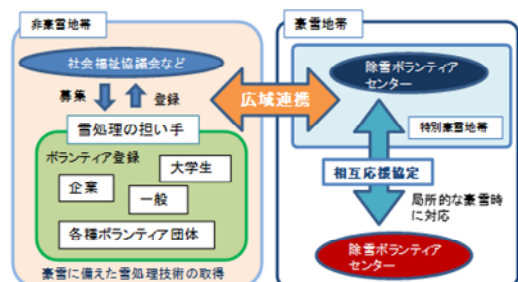 非豪雪地帯
社会福祉協議会など
募集
登録
雪処理の担い手
ボランティア登録
大学生
企業
一般
各種ボランティア団体
豪雪に備えた雪処理技術の取得
広域連携
豪雪地帯
除雪ボランティア
センター
特別豪雪地帯
相互応援協定
局所的な豪雪時
に対応
除雪ボランティア
センター